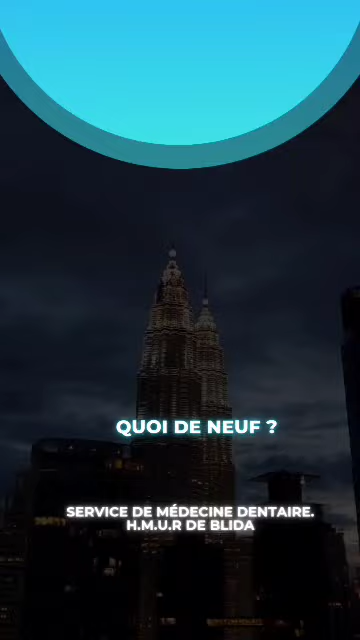 QUOI DE NEUF ?
SERVICE DE MÉDECINE DENTAIRE.
H.M.U.R DE BLIDA